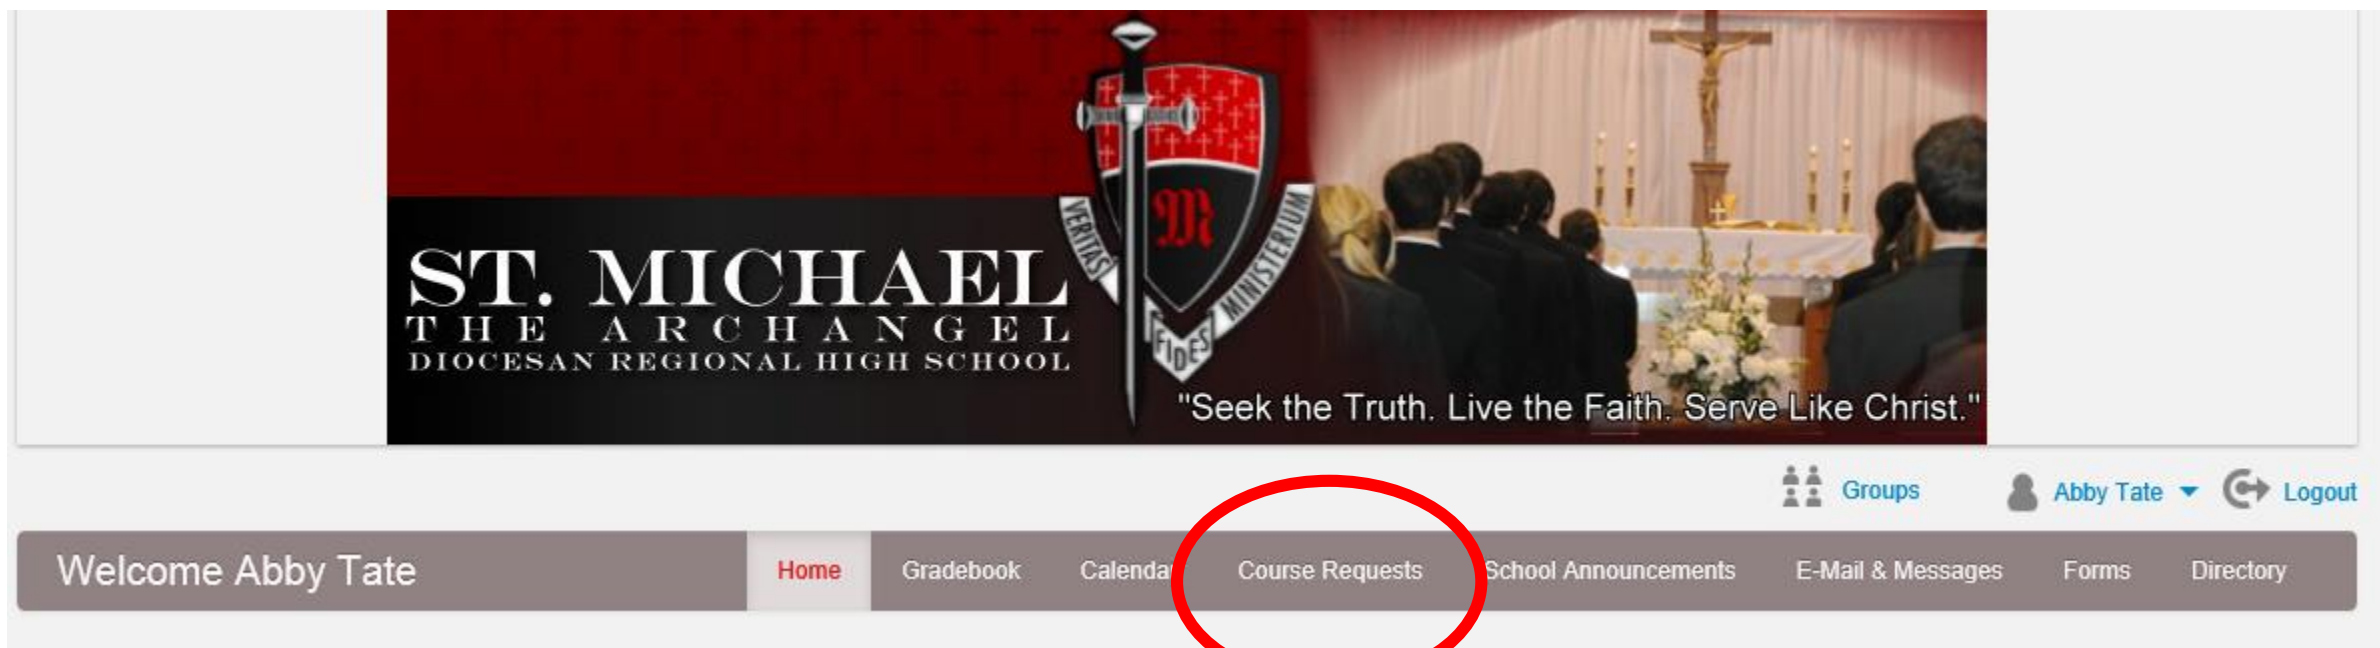 ST. MICHAEL
THE ARCHANGEL
DIOCESAN REGIONAL HIGH SCHOOL
M
VERITAS
FIDES
MINISTERIUM
"Seek the Truth. Live the Faith. Serve Like Christ."
Groups
Abby Tate
Logout
Welcome Abby Tate
Home
Gradebook
Calendar
Course Requests
School Announcements
E-Mail & Messages
Forms
Directory